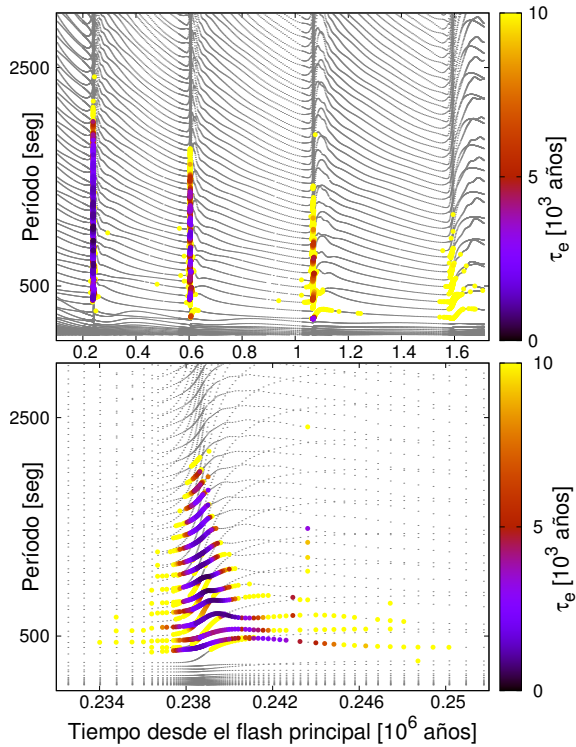 10
2500
Período [seg]
5
τe [10³ años]
500
0
0.2 0.4 0.6 0.8 1 1.2 1.4 1.6
10
2500
Período [seg]
5
τe [10³ años]
500
0
0.234 0.238 0.242 0.246 0.25
Tiempo desde el flash principal [10⁶ años]